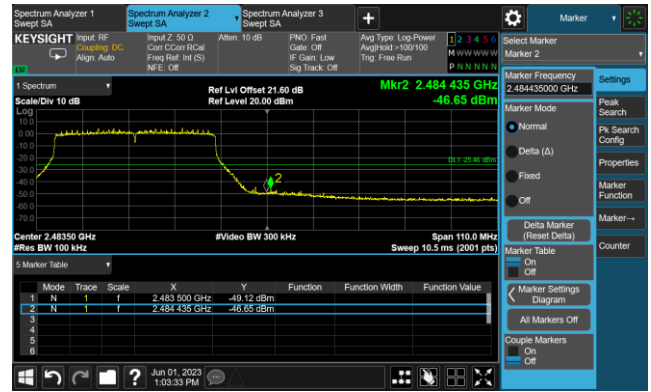 Spectrum Analyzer 1
Swept SA
Spectrum Analyzer 2
Swept SA
Spectrum Analyzer 3
Swept SA
+
Marker
KEYSIGHT
Input: RF
Coupling: DC
Align: Auto
Input Z: 50 Ω
Corr CCorr RCal
Freq Ref: Int (S)
NFE: Off
Atten: 10 dB
PNO: Fast
Gate: Off
IF Gain: Low
Sig Track: Off
Avg Type: Log-Power
Avg|Hold:>100/100
Trig: Free Run
1 2 3 4 5 6
M W W W W W
P N N N N N
LXI
Select Marker
Marker 2
1 Spectrum
Scale/Div 10 dB
Ref Lvl Offset 21.60 dB
Ref Level 20.00 dBm
Mkr2 2.484 435 GHz
-46.65 dBm
Log
10.0
0.00
-10.0
-20.0
-30.0
-40.0
-50.0
-60.0
-70.0
DL1 -25.46 dBm
2
Center 2.48350 GHz
#Res BW 100 kHz
#Video BW 300 kHz
Span 110.0 MHz
Sweep 10.5 ms (2001 pts)
5 Marker Table
Mode Trace Scale X Y Function Function Width Function Value
1 N 1 f 2.483 500 GHz -49.12 dBm
2 N 1 f 2.484 435 GHz -46.65 dBm
3
4
5
6
Marker Frequency
2.484435000 GHz
Marker Mode
Normal
Delta (Δ)
Fixed
Off
Delta Marker
(Reset Delta)
Marker Table
On
Off
Marker Settings
Diagram
All Markers Off
Couple Markers
On
Off
Settings
Peak
Search
Pk Search
Config
Properties
Marker
Function
Marker→
Counter
?
Jun 01, 2023
1:03:33 PM